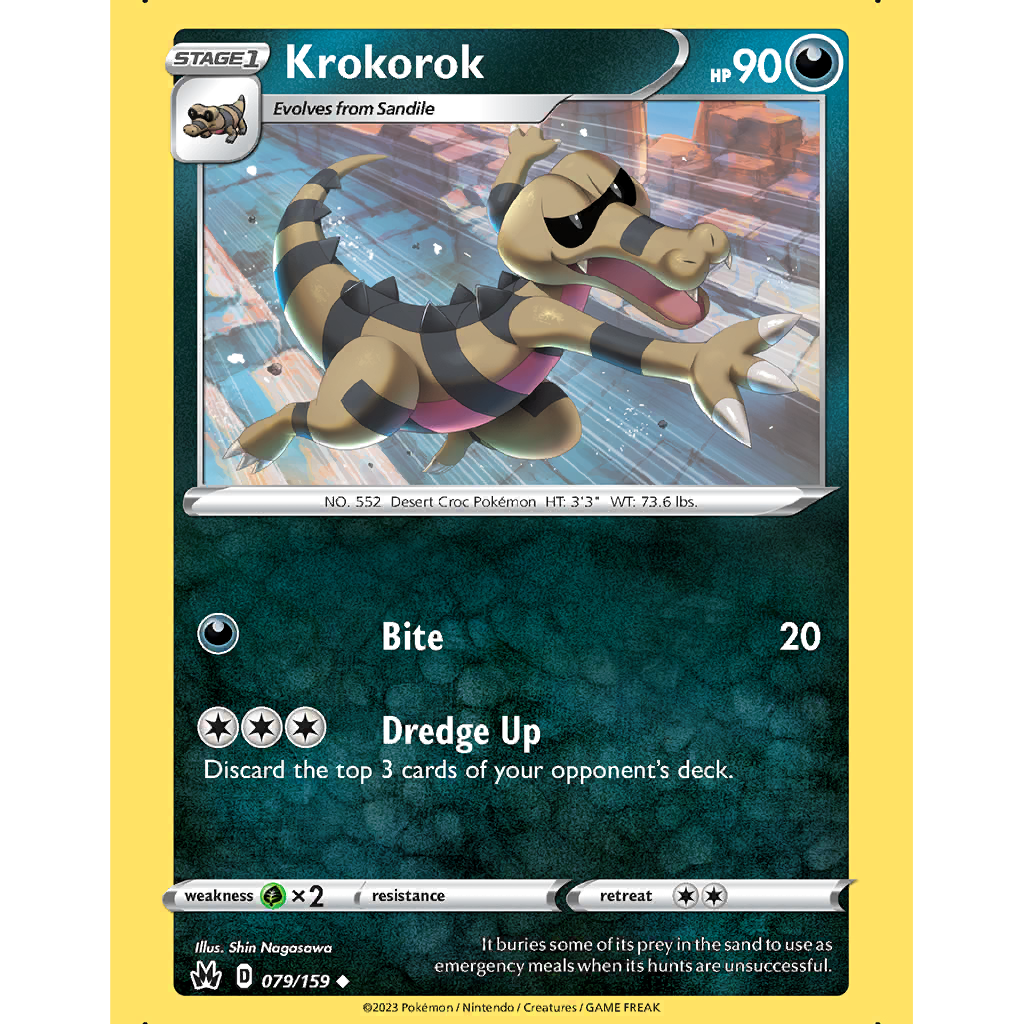 STAGE1 Krokorok HP 90
Evolves from Sandile
NO. 552 Desert Croc Pokémon HT: 3'3" WT: 73.6 lbs.
Bite 20
Dredge Up
Discard the top 3 cards of your opponent's deck.
weakness ×2 resistance retreat
Illus. Shin Nagasawa
It buries some of its prey in the sand to use as
emergency meals when its hunts are unsuccessful.
D 079/159
©2023 Pokémon / Nintendo / Creatures / GAME FREAK